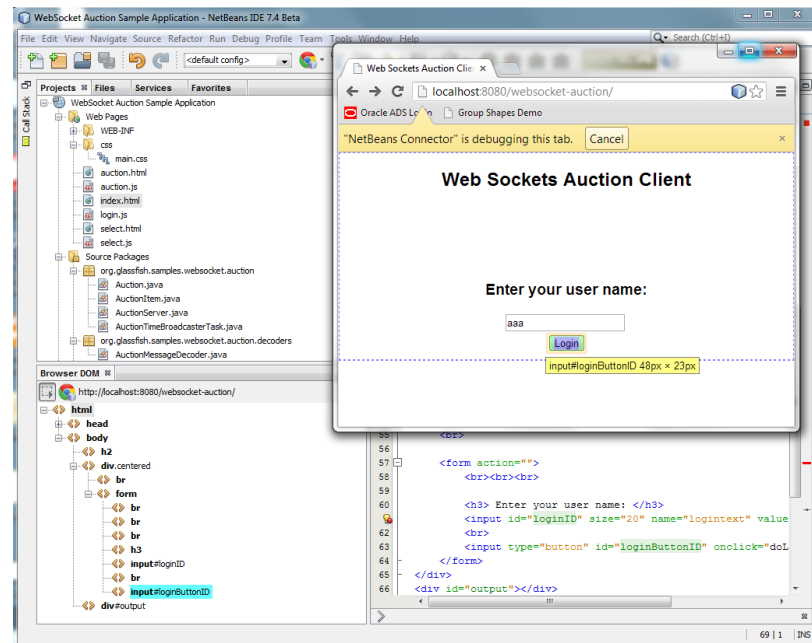 WebSocket Auction Sample Application - NetBeans IDE 7.4 Beta
File Edit View Navigate Source Refactor Run Debug Profile Team Tools Window Help
Search (Ctrl+I)
<default config>
Call Stack
Projects Files Services Favorites
WebSocket Auction Sample Application
Web Pages
WEB-INF
css
main.css
auction.html
auction.js
index.html
login.js
select.html
select.js
Source Packages
org.glassfish.samples.websocket.auction
Auction.java
AuctionItem.java
AuctionServer.java
AuctionTimeBroadcasterTask.java
org.glassfish.samples.websocket.auction.decoders
AuctionMessageDecoder.java
Browser DOM
http://localhost:8080/websocket-auction/
html
head
body
h2
div.centered
br
form
br
br
br
h3
input#loginID
br
input#loginButtonID
div#output
Web Sockets Auction Clie
localhost:8080/websocket-auction/
Oracle ADS Login
Group Shapes Demo
"NetBeans Connector" is debugging this tab. Cancel
Web Sockets Auction Client
Enter your user name:
aaa
Login
input#loginButtonID 48px × 23px
55 <br>
56
57 <form action="">
58 <br><br><br>
59
60 <h3> Enter your user name: </h3>
<input id="loginID" size="20" name="logintext" value
62 <br>
63 <input type="button" id="loginButtonID" onclick="doL
64 </form>
65 </div>
66 <div id="output"></div>
69 | 1 INS